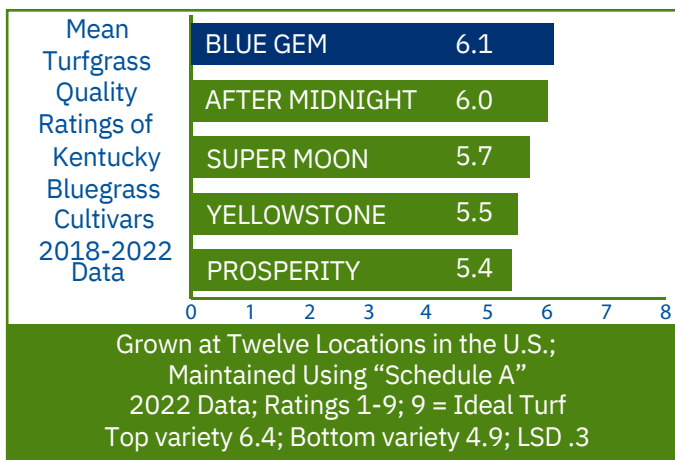 Mean
Turfgrass
Quality
Ratings of
Kentucky
Bluegrass
Cultivars
2018-2022
Data
BLUE GEM 6.1
AFTER MIDNIGHT 6.0
SUPER MOON 5.7
YELLOWSTONE 5.5
PROSPERITY 5.4
0 1 2 3 4 5 6 7 8
Grown at Twelve Locations in the U.S.;
Maintained Using “Schedule A”
2022 Data; Ratings 1-9; 9 = Ideal Turf
Top variety 6.4; Bottom variety 4.9; LSD .3